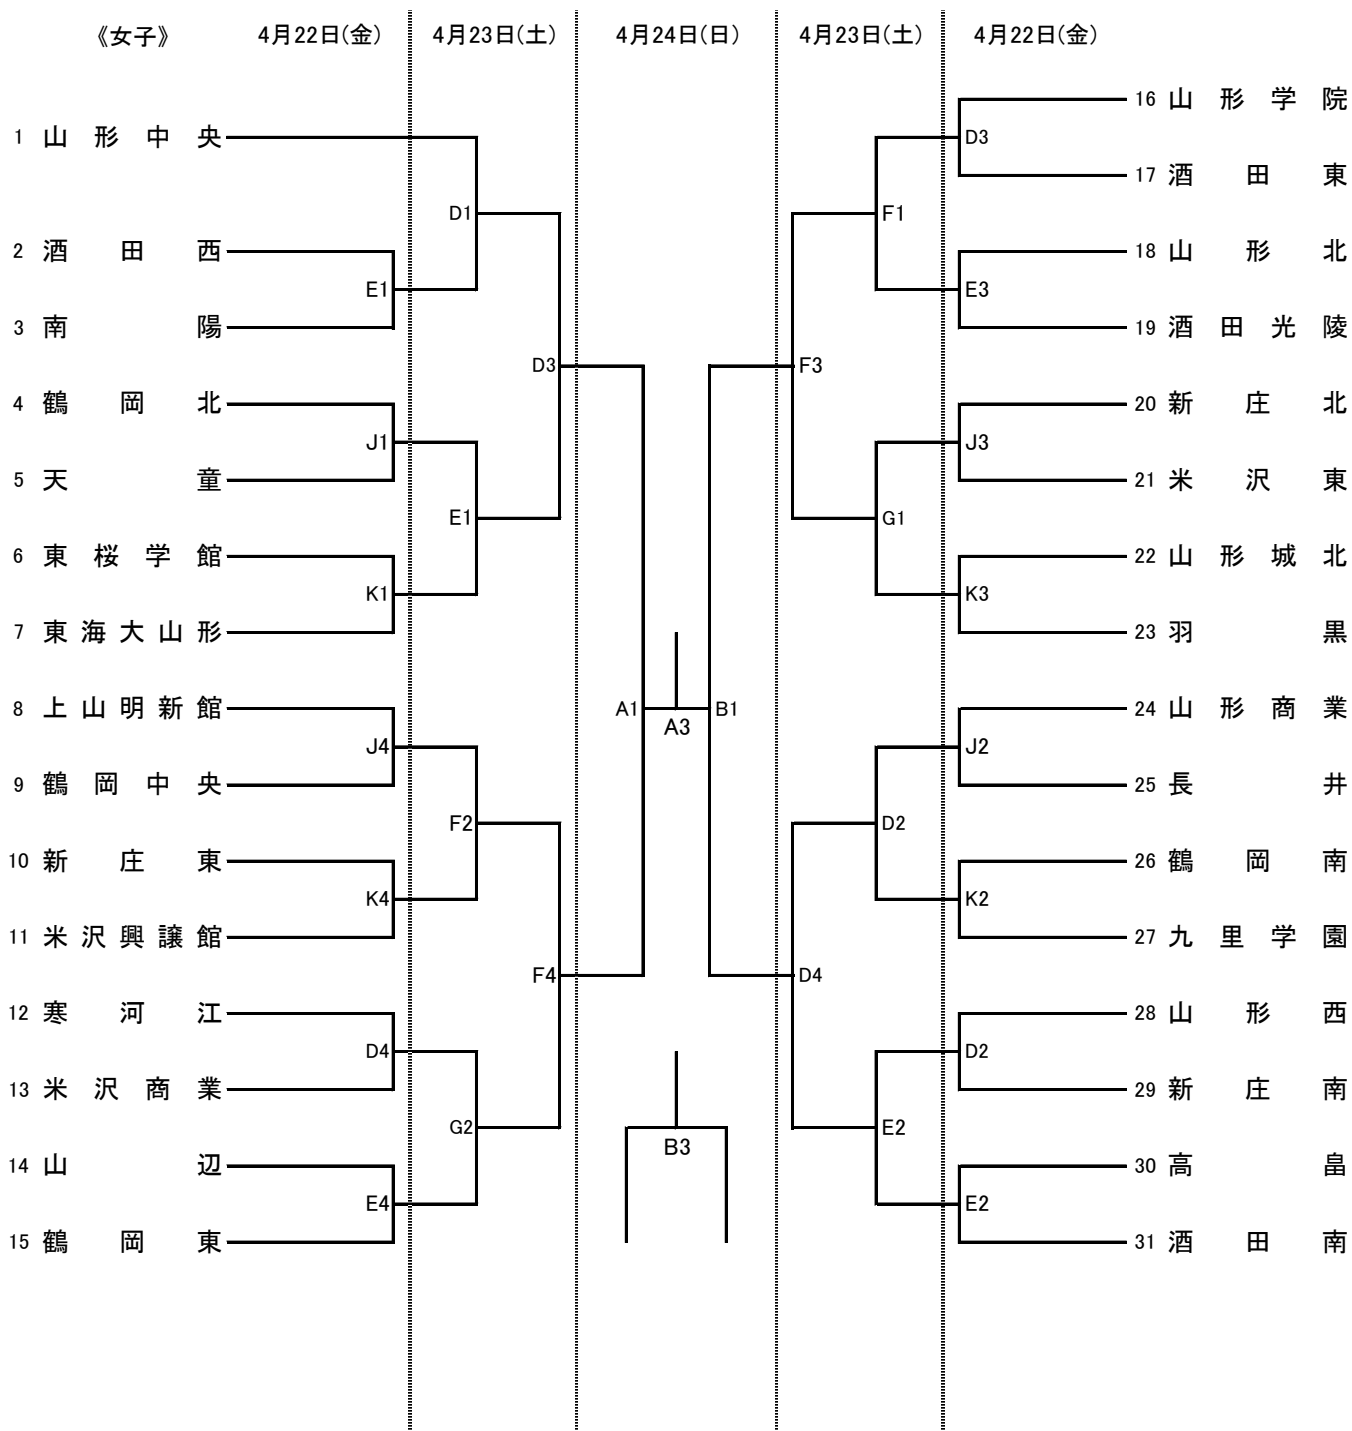 《女子》 4月22日(金) 4月23日(土) 4月24日(日) 4月23日(土) 4月22日(金)
16 山形学院
1 山形中央 D3
17 酒田東
D1 F1
2 酒田西 18 山形北
E1 E3
3 南陽 19 酒田光陵
D3 F3
4 鶴岡北 20 新庄北
J1 J3
5 天童 21 米沢東
E1 G1
6 東桜学館 22 山形城北
K1 K3
7 東海大山形 23 羽黒
8 上山明新館 A1 A3 B1 24 山形商業
J4 J2
9 鶴岡中央 25 長井
F2 D2
10 新庄東 26 鶴岡南
K4 K2
11 米沢興譲館 27 九里学園
F4 D4
12 寒河江 28 山形西
D4 D2
13 米沢商業 29 新庄南
G2 B3 E2
14 山辺 30 高畠
E4 E2
15 鶴岡東 31 酒田南